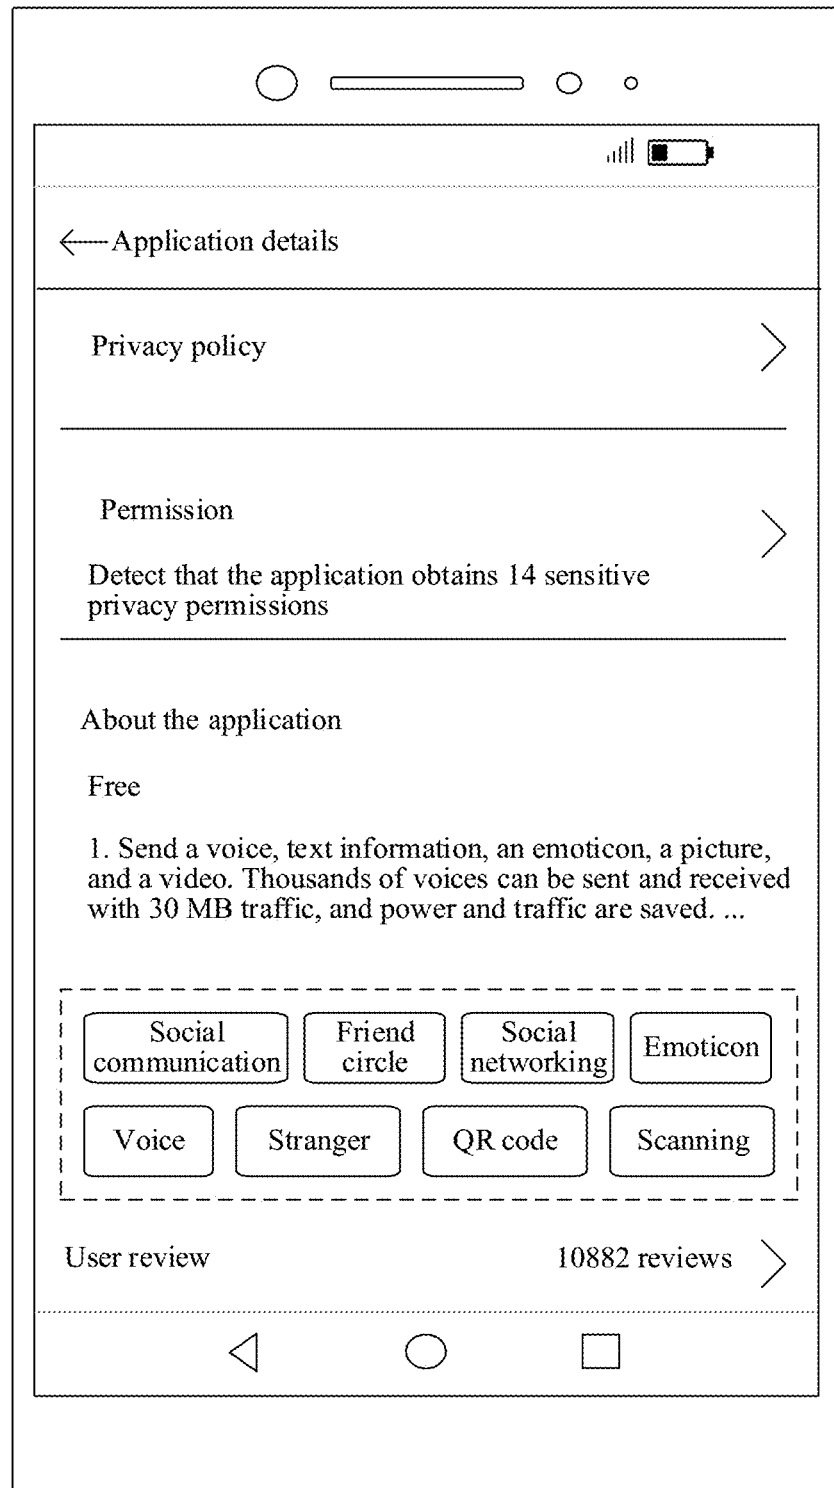 Application details
Privacy policy
Permission
Detect that the application obtains 14 sensitive
privacy permissions
About the application
Free
1. Send a voice, text information, an emoticon, a picture,
and a video. Thousands of voices can be sent and received
with 30 MB traffic, and power and traffic are saved. ...
Social
communication
Friend
circle
Social
networking
Emoticon
Voice
Stranger
QR code
Scanning
User review
10882 reviews